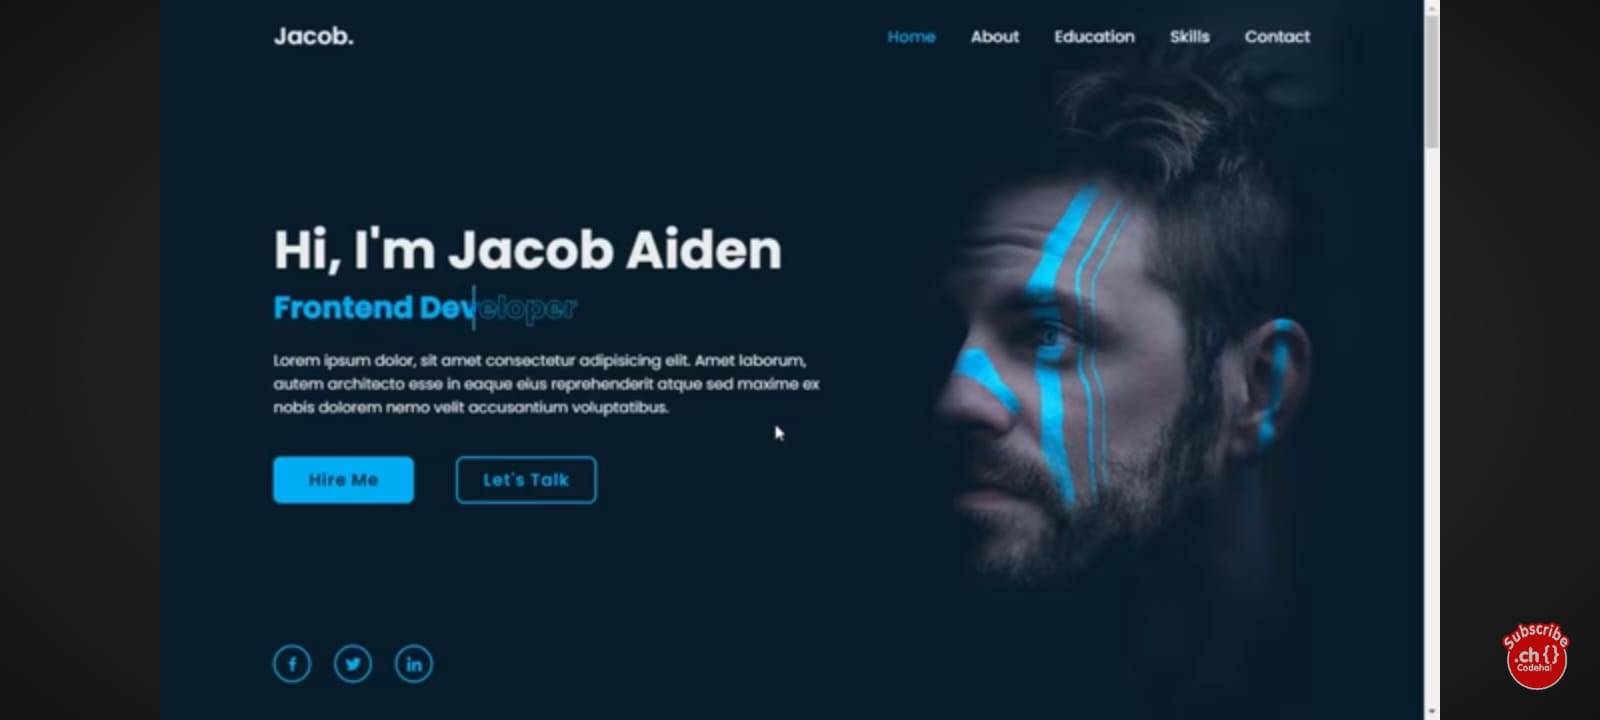 Jacob.
Home About Education Skills Contact
Hi, I'm Jacob Aiden
Frontend Developer
Lorem ipsum dolor, sit amet consectetur adipisicing elit. Amet laborum,
autem architecto esse in eaque eius reprehenderit atque sed maxime ex
nobis dolorem nemo velit accusantium voluptatibus.
Hire Me Let's Talk
f in
Subscribe
.ch {}
Codehal